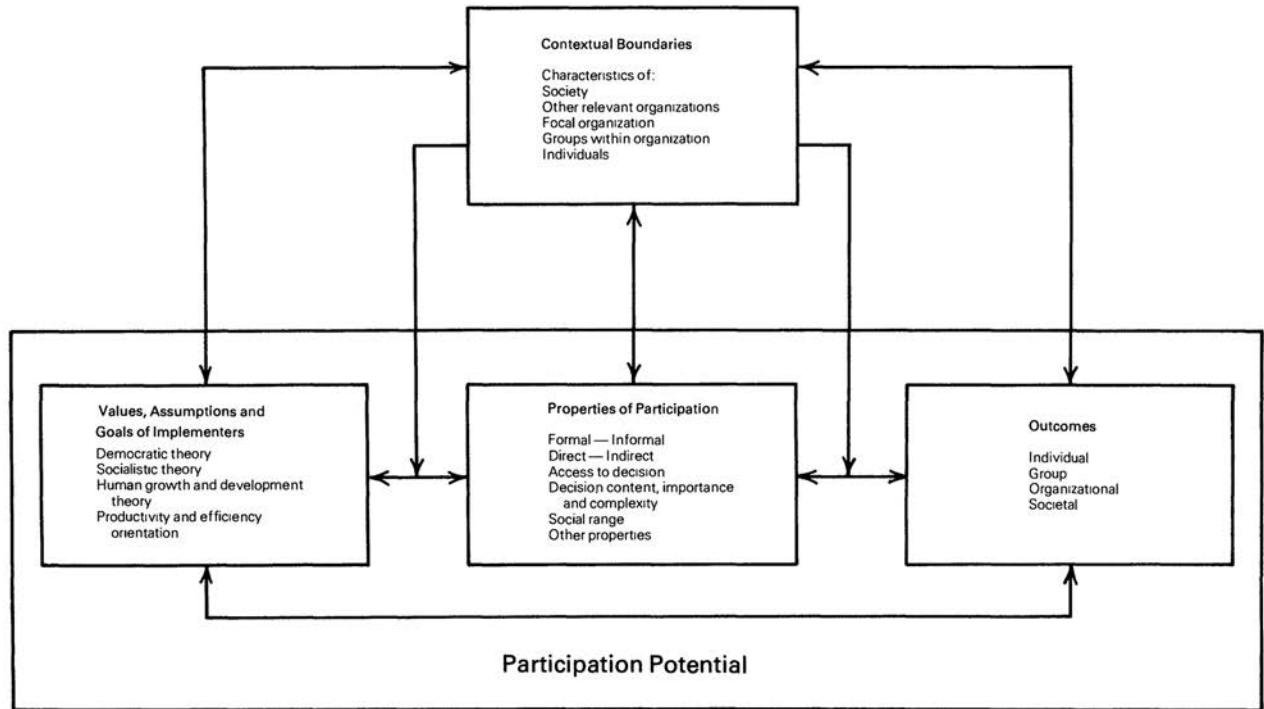 Contextual Boundaries
Characteristics of:
Society
Other relevant organizations
Focal organization
Groups within organization
Individuals
Values, Assumptions and
Goals of Implementers
Democratic theory
Socialistic theory
Human growth and development
theory
Productivity and efficiency
orientation
Properties of Participation
Formal — Informal
Direct — Indirect
Access to decision
Decision content, importance
and complexity
Social range
Other properties
Outcomes
Individual
Group
Organizational
Societal
Participation Potential